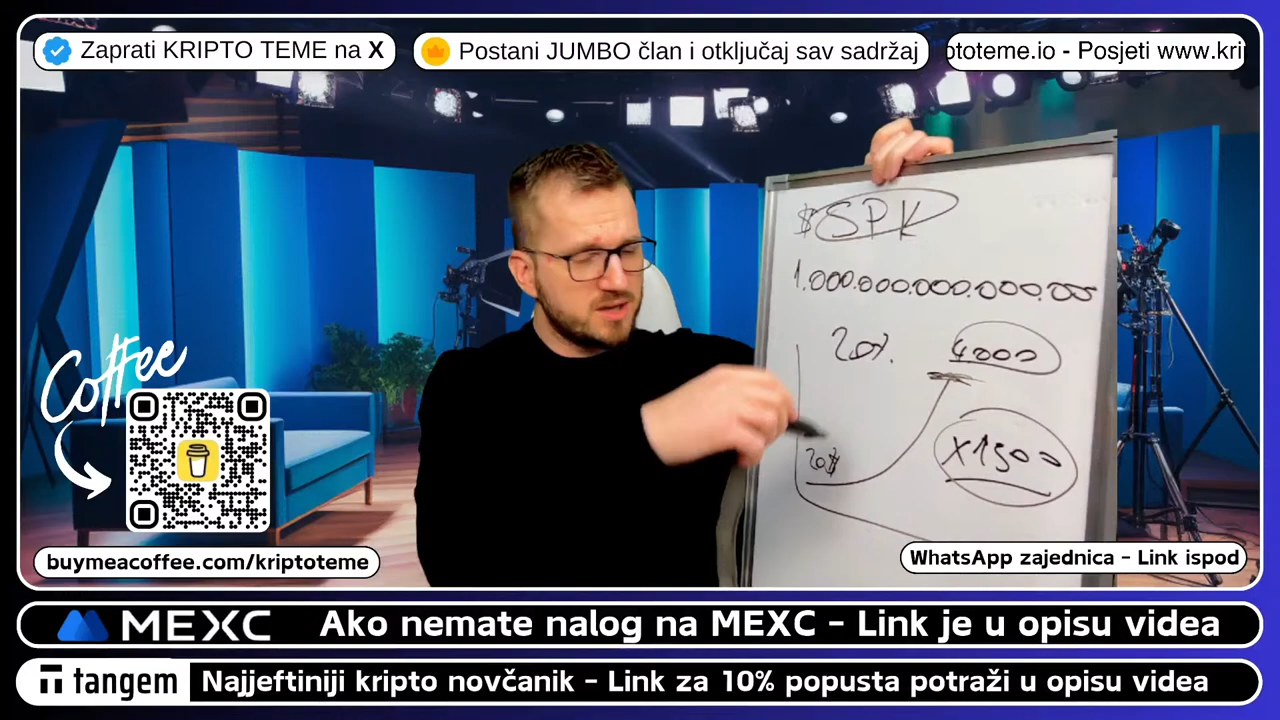 Zaprati KRIPTO TEME na X
Postani JUMBO član i otključaj sav sadržaj
ototeme.io - Posjeti www.kri
$SPK
1.000.000.000.000.000.00
20%.
4000
20$
X1500
Coffee
buymeacoffee.com/kriptoteme
WhatsApp zajednica - Link ispod
MEXC Ako nemate nalog na MEXC - Link je u opisu videa
tangem Najjeftiniji kripto novčanik - Link za 10% popusta potraži u opisu videa